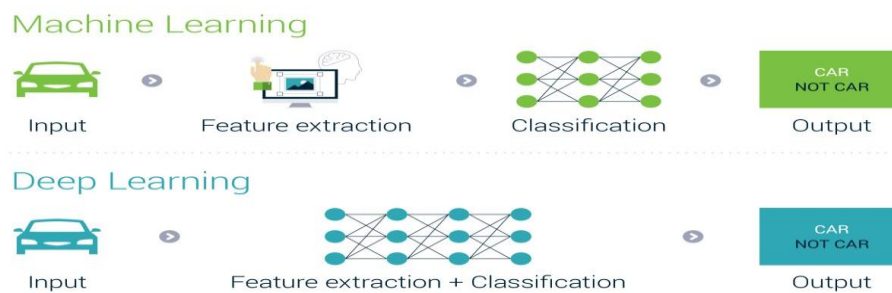 Machine Learning
CAR
NOT CAR
Input
Feature extraction
Classification
Output
Deep Learning
CAR
NOT CAR
Input
Feature extraction + Classification
Output